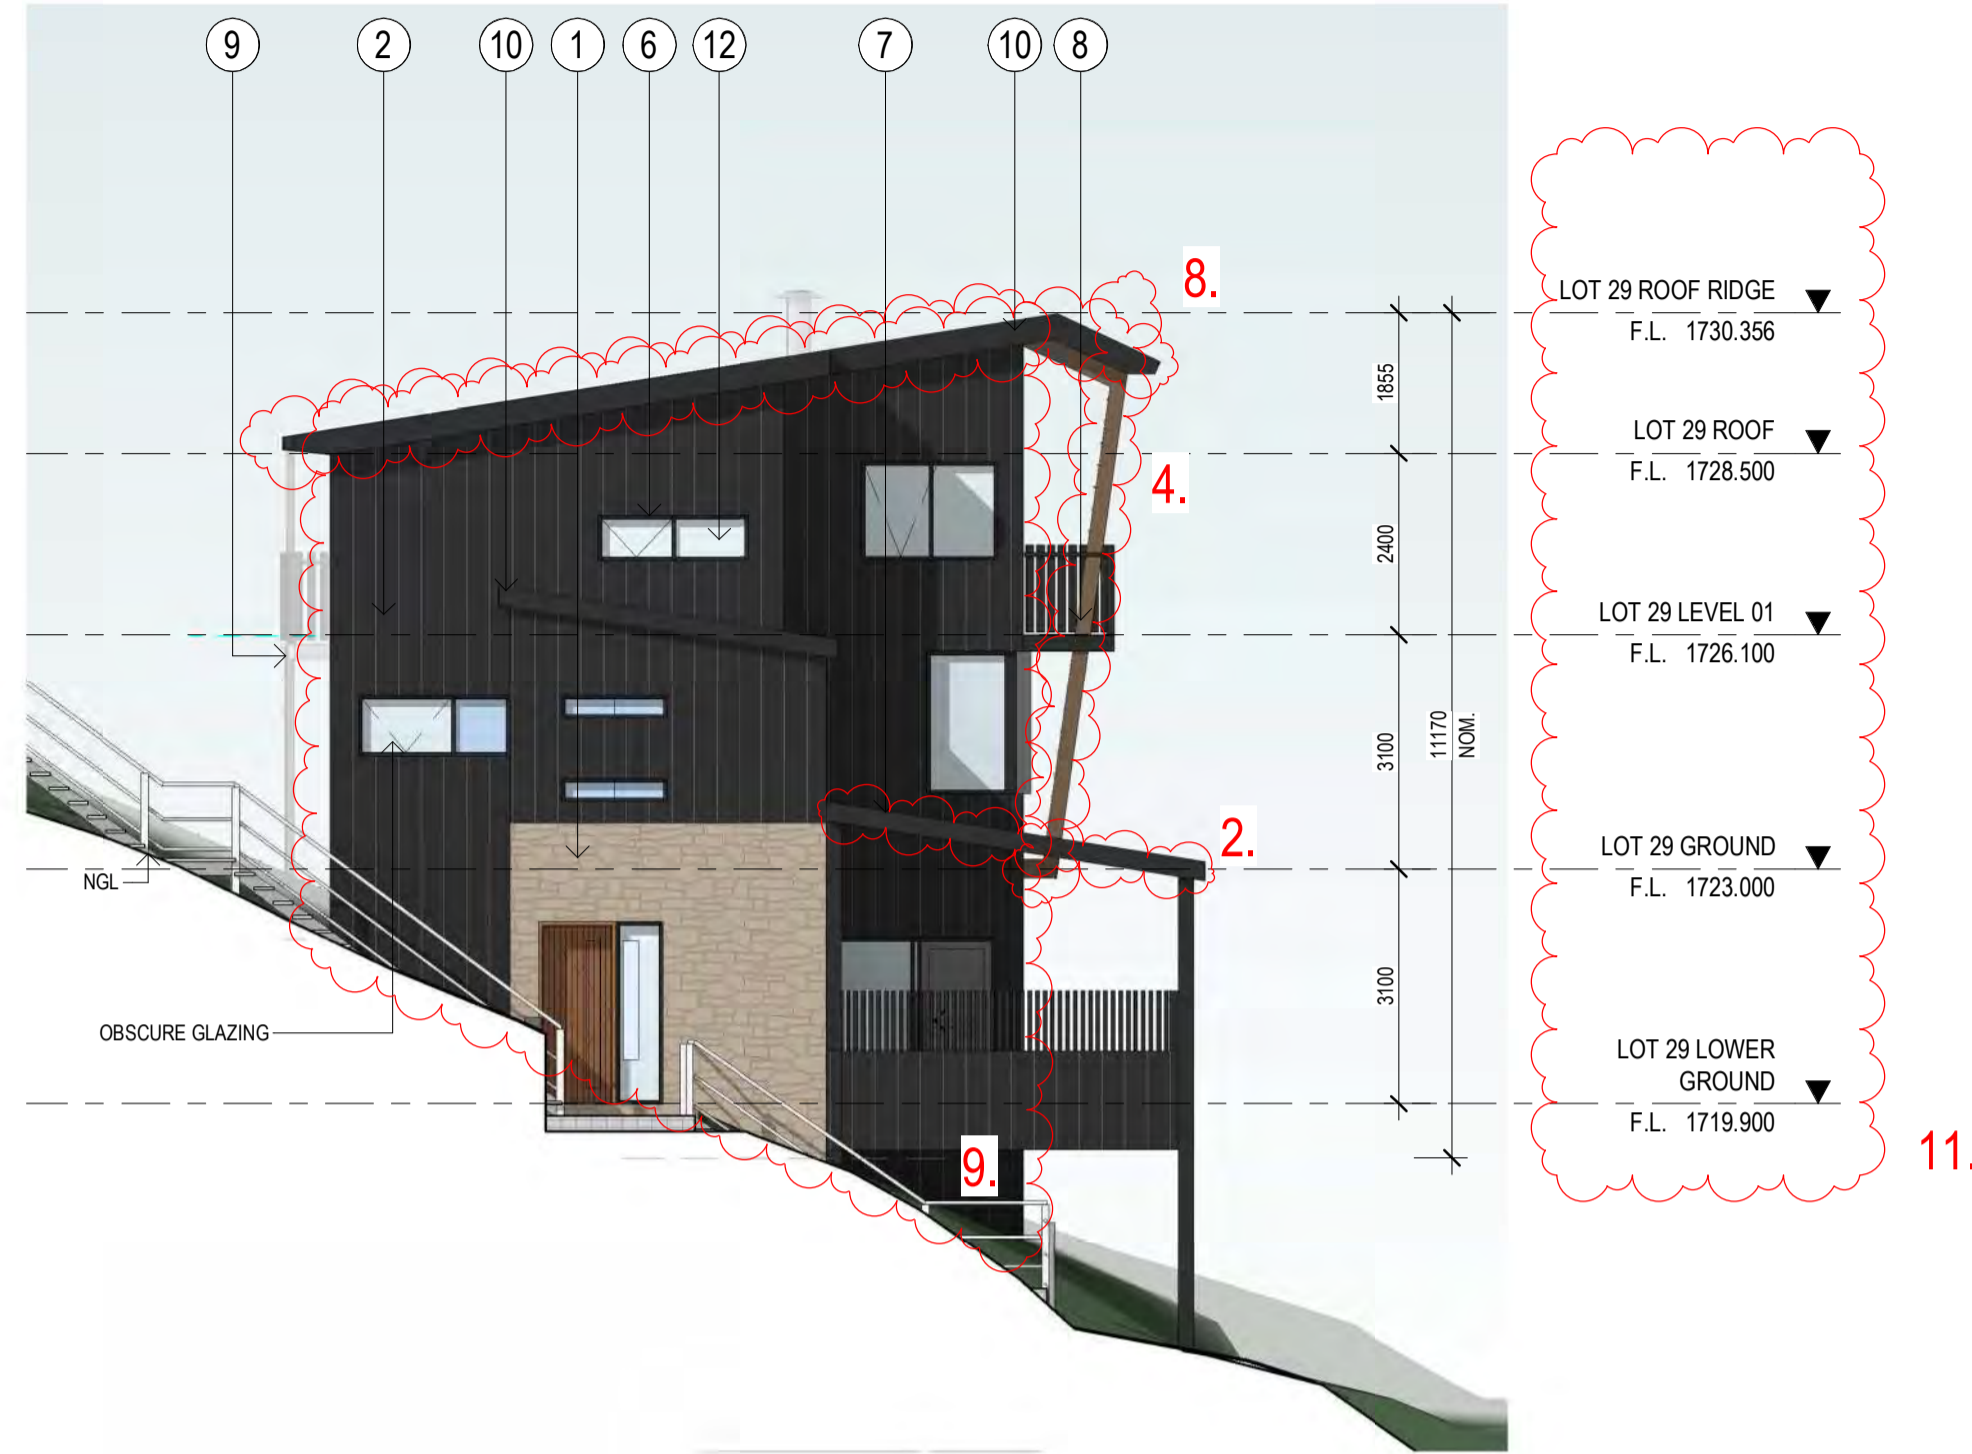 9 2 10 1 6 12 7 10 8
8.
LOT 29 ROOF RIDGE
F.L. 1730.356
1855
LOT 29 ROOF
F.L. 1728.500
4.
2400
LOT 29 LEVEL 01
F.L. 1726.100
3100
11170
NOM.
2.
LOT 29 GROUND
F.L. 1723.000
NGL
3100
OBSCURE GLAZING
LOT 29 LOWER
GROUND
F.L. 1719.900
9.
11.